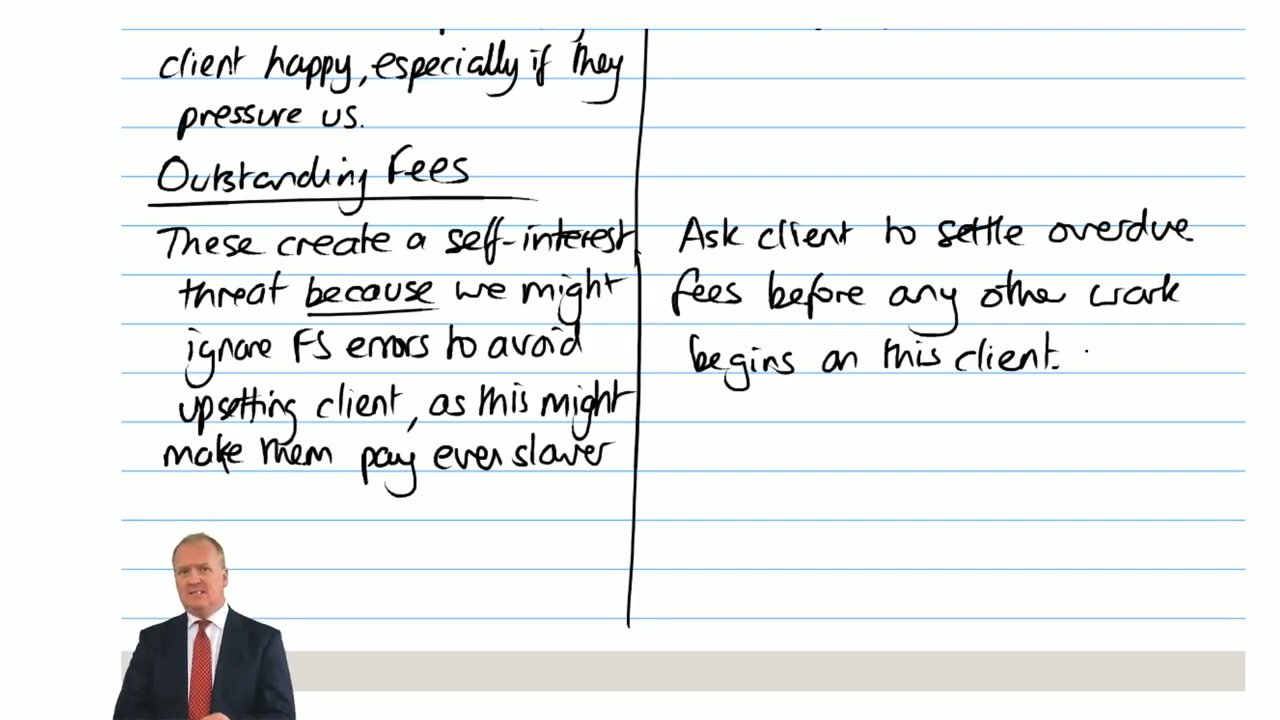 client happy, especially if they
pressure us.
Outstanding Fees
These create a self-interest
threat because we might
ignore FS errors to avoid
upsetting client, as this might
make them pay even slower
Ask client to settle overdue
fees before any other work
begins on this client.